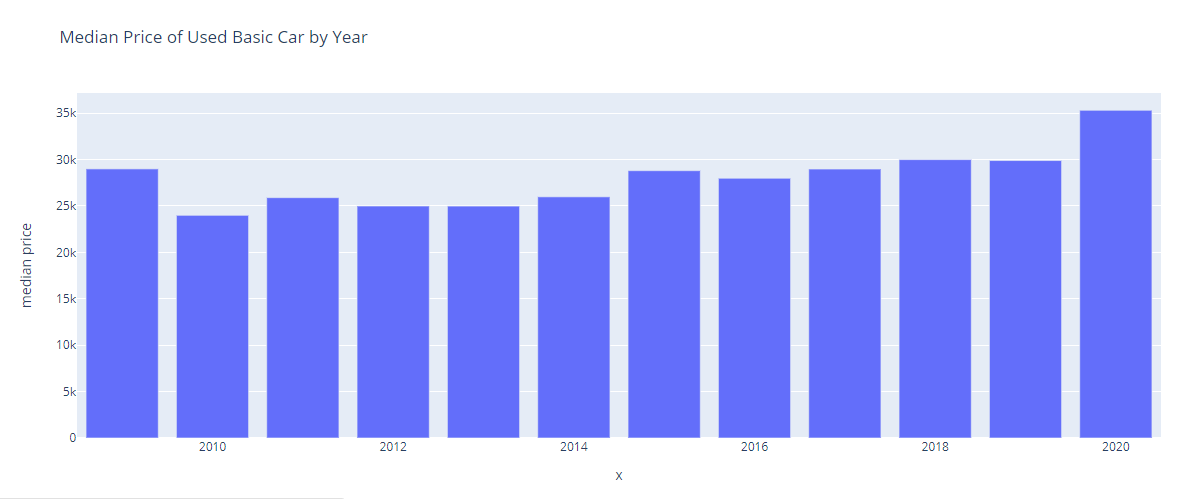 Median Price of Used Basic Car by Year
35k
30k
25k
20k
15k
10k
5k
0
median price
2010 2012 2014 2016 2018 2020
x